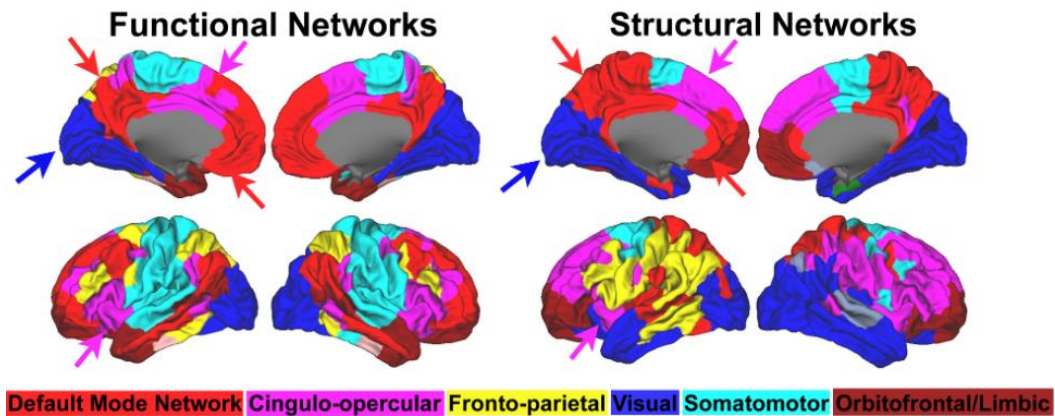 Functional Networks Structural Networks
Default Mode Network Cingulo-opercular Fronto-parietal Visual Somatomotor Orbitofrontal/Limbic